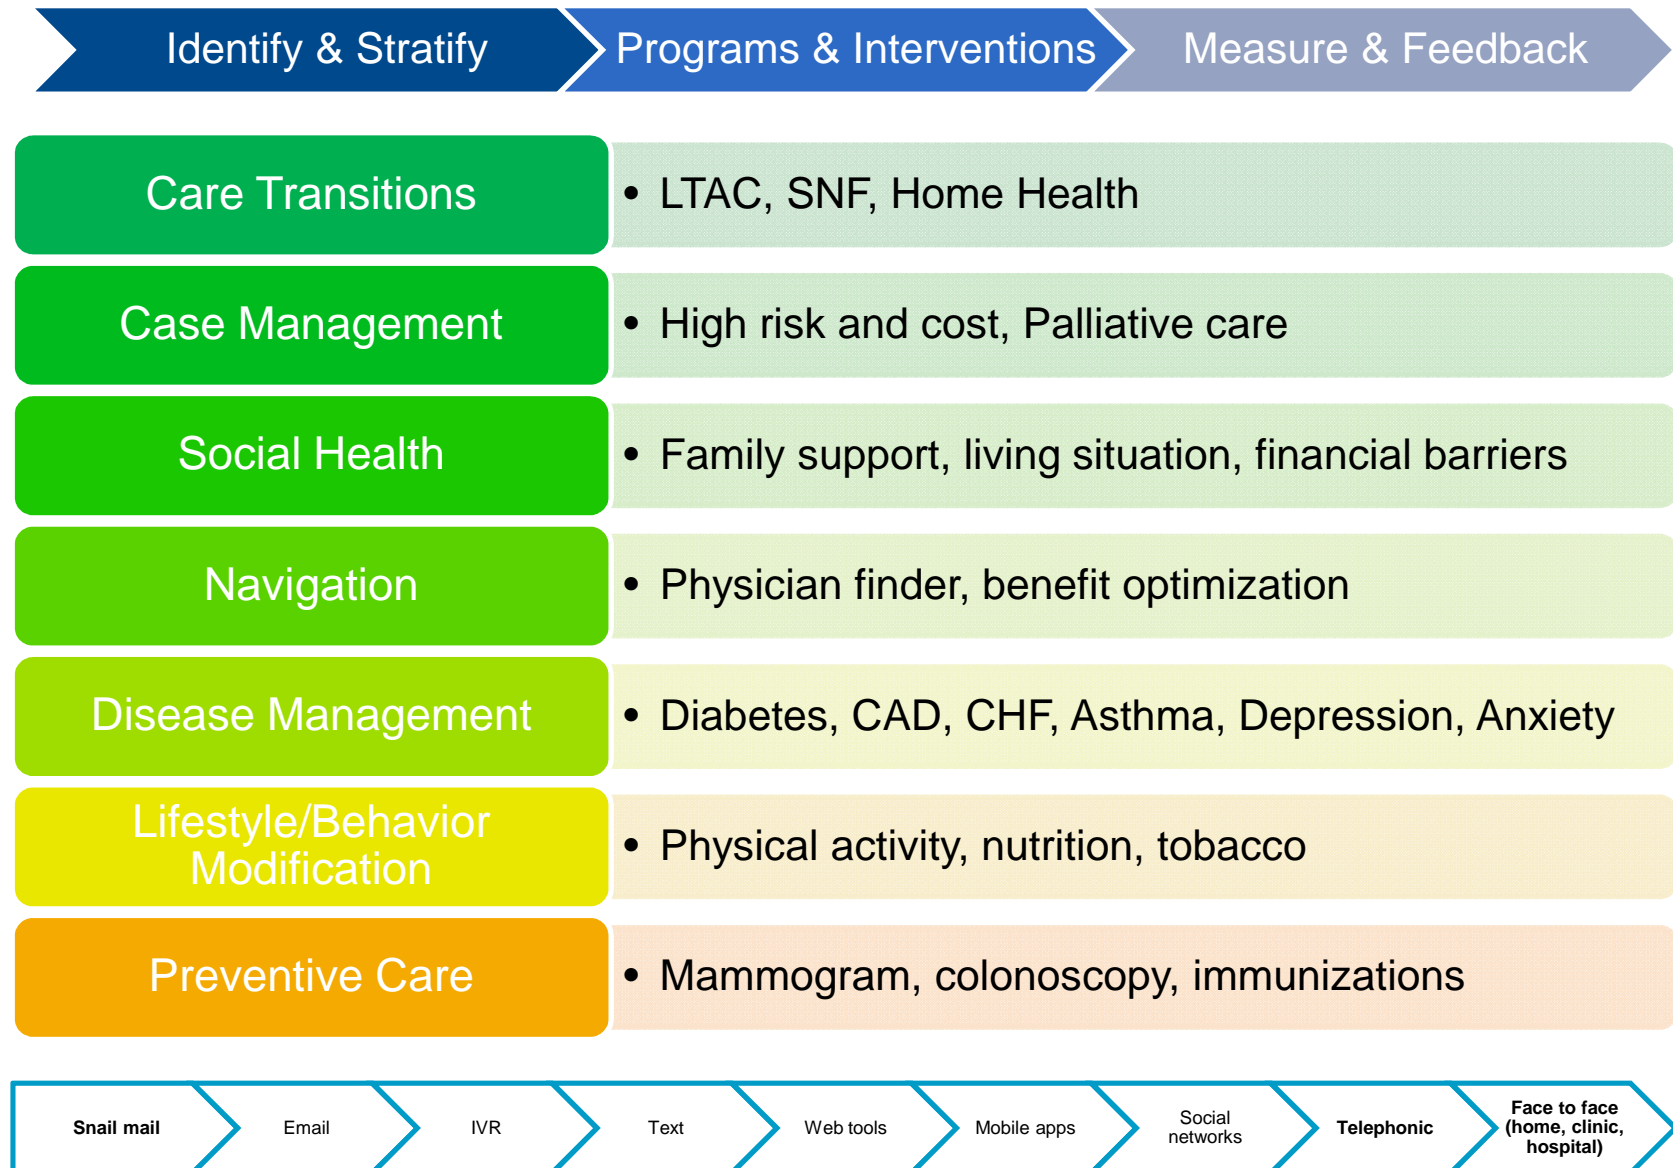 Identify & Stratify
Programs & Interventions
Measure & Feedback
Care Transitions
• LTAC, SNF, Home Health
Case Management
• High risk and cost, Palliative care
Social Health
• Family support, living situation, financial barriers
Navigation
• Physician finder, benefit optimization
Disease Management
• Diabetes, CAD, CHF, Asthma, Depression, Anxiety
Lifestyle/Behavior
Modification
• Physical activity, nutrition, tobacco
Preventive Care
• Mammogram, colonoscopy, immunizations
Snail mail
Email
IVR
Text
Web tools
Mobile apps
Social
networks
Telephonic
Face to face
(home, clinic,
hospital)